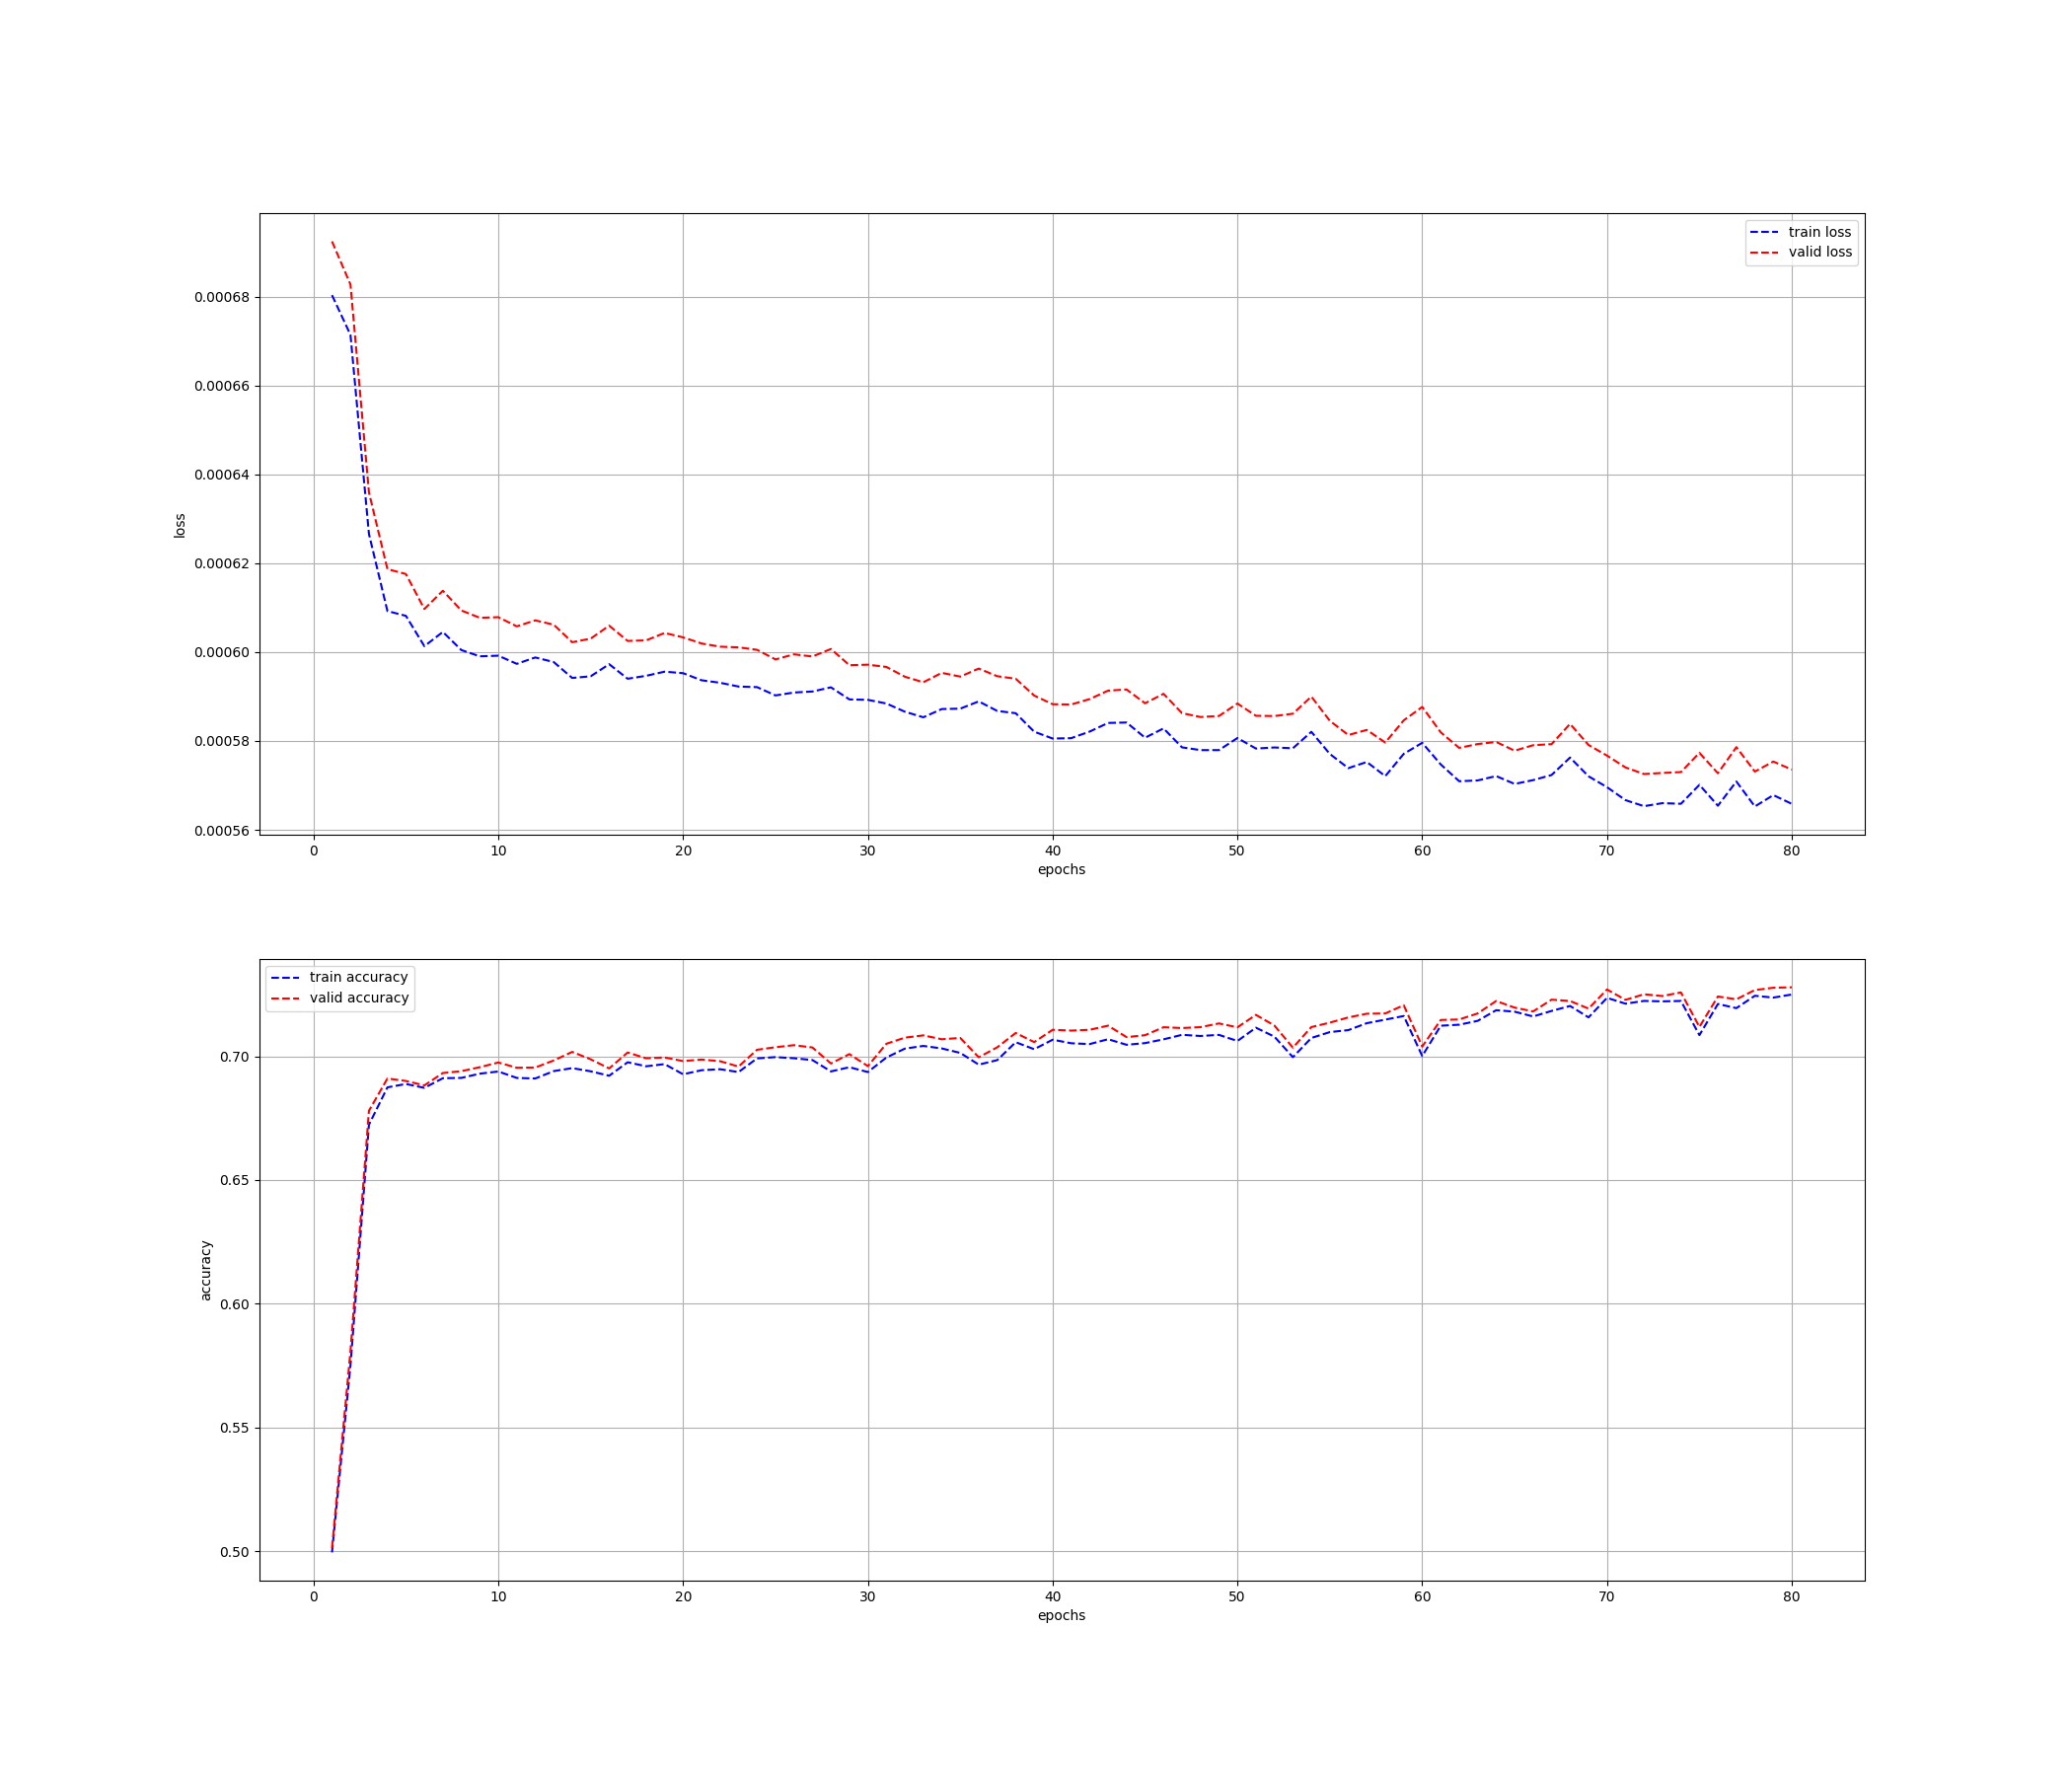 train loss
valid loss
0.00068
0.00066
0.00064
0.00062
0.00060
0.00058
0.00056
loss
0 10 20 30 40 50 60 70 80
epochs
train accuracy
valid accuracy
0.70
0.65
0.60
0.55
0.50
accuracy
0 10 20 30 40 50 60 70 80
epochs